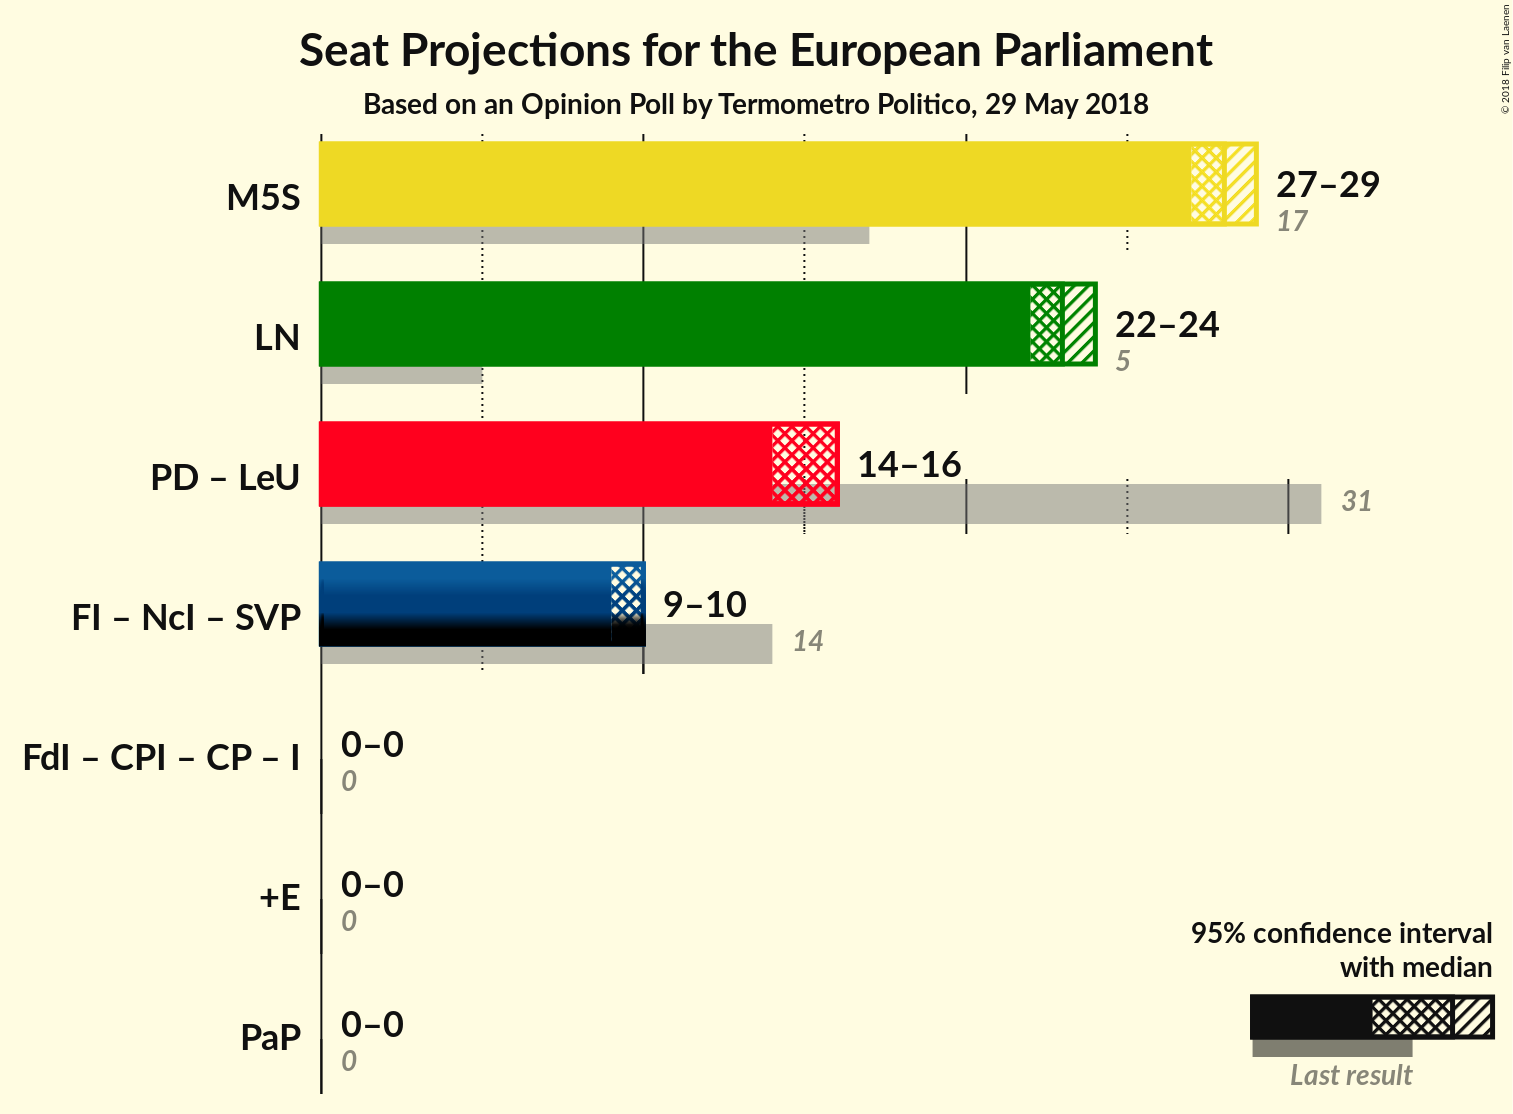 Seat Projections for the European Parliament
Based on an Opinion Poll by Termometro Politico, 29 May 2018
© 2018 Filip van Laenen
M5S
27–29
17
LN
22–24
5
PD – LeU
14–16
31
FI – NcI – SVP
9–10
14
FdI – CPI – CP – I
0–0
0
+E
0–0
0
PaP
0–0
0
95% confidence interval
with median
Last result